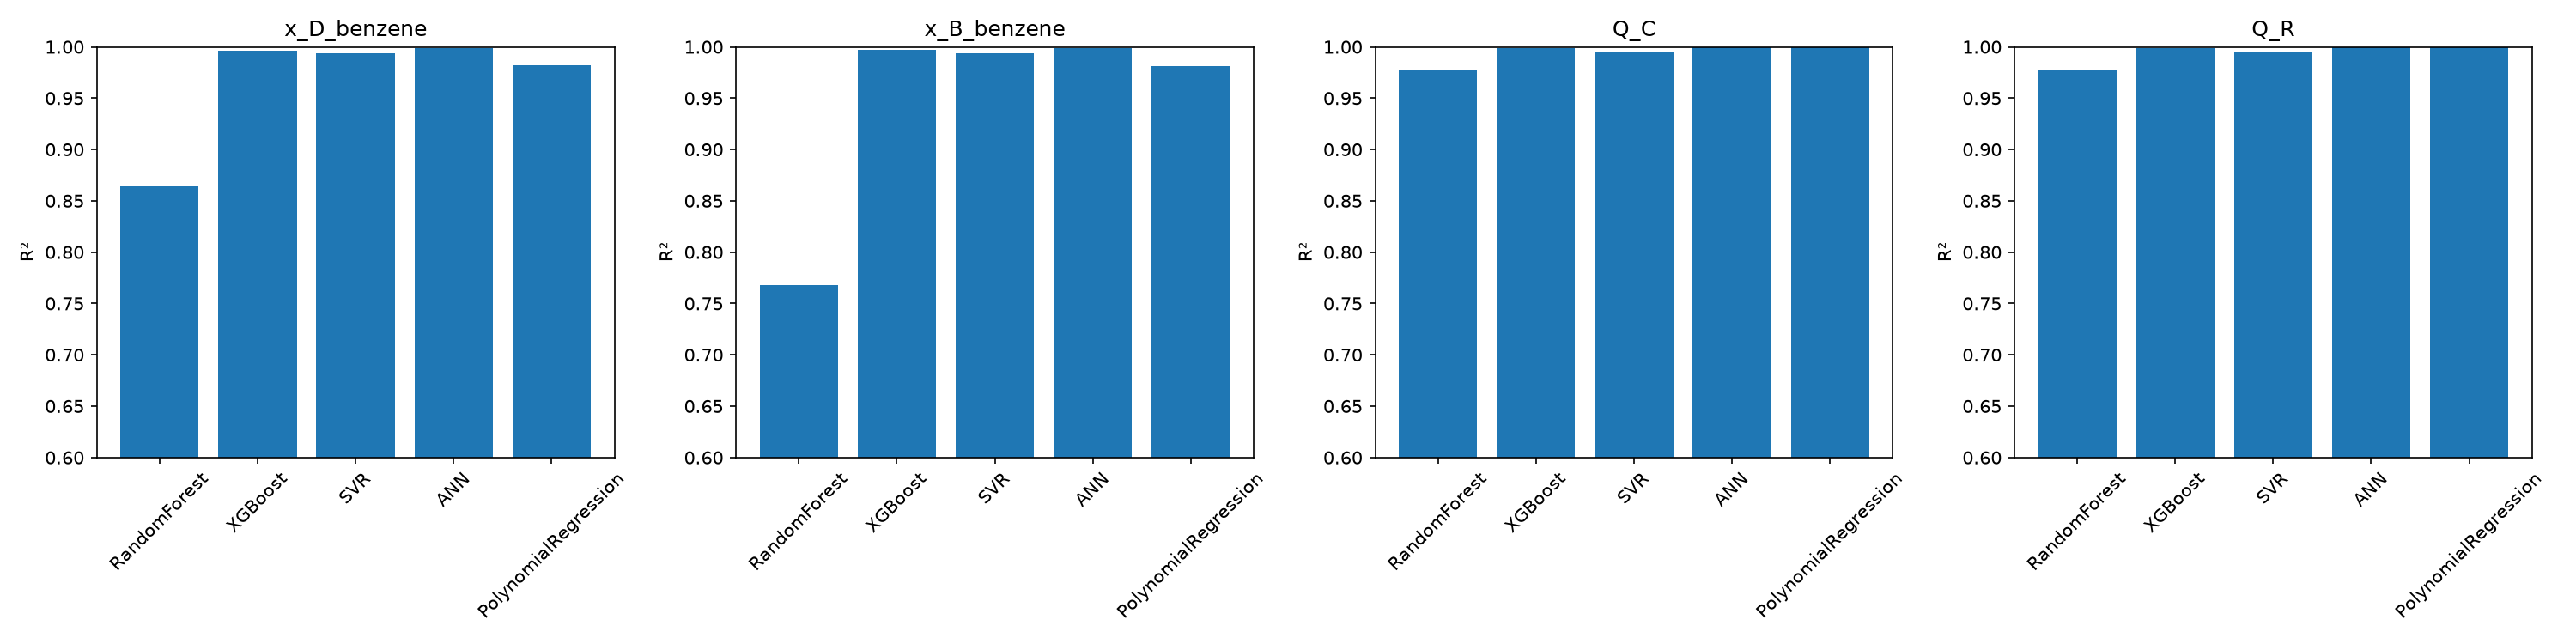 x_D_benzene
1.00
0.95
0.90
0.85
0.80
0.75
0.70
0.65
0.60
R²
RandomForest
XGBoost
SVR
ANN
PolynomialRegression
x_B_benzene
1.00
0.95
0.90
0.85
0.80
0.75
0.70
0.65
0.60
R²
RandomForest
XGBoost
SVR
ANN
PolynomialRegression
Q_C
1.00
0.95
0.90
0.85
0.80
0.75
0.70
0.65
0.60
R²
RandomForest
XGBoost
SVR
ANN
PolynomialRegression
Q_R
1.00
0.95
0.90
0.85
0.80
0.75
0.70
0.65
0.60
R²
RandomForest
XGBoost
SVR
ANN
PolynomialRegression